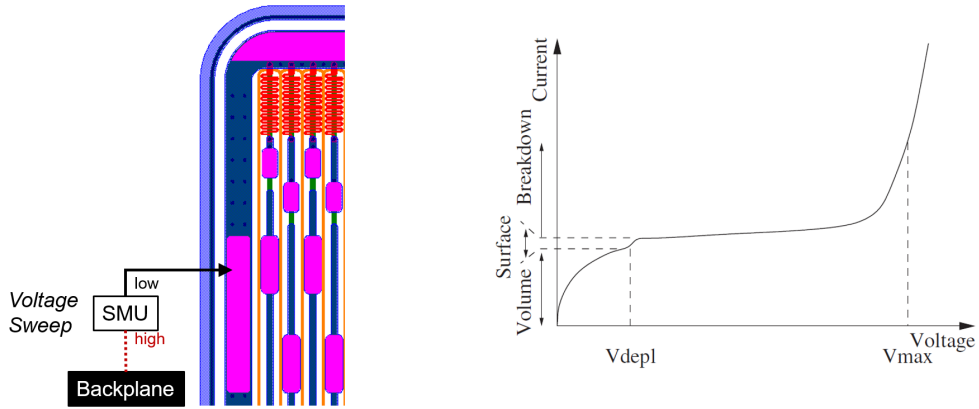 low
Voltage
Sweep
SMU
high
Backplane
Current
Breakdown
Surface
Volume
Vdepl
Vmax
Voltage